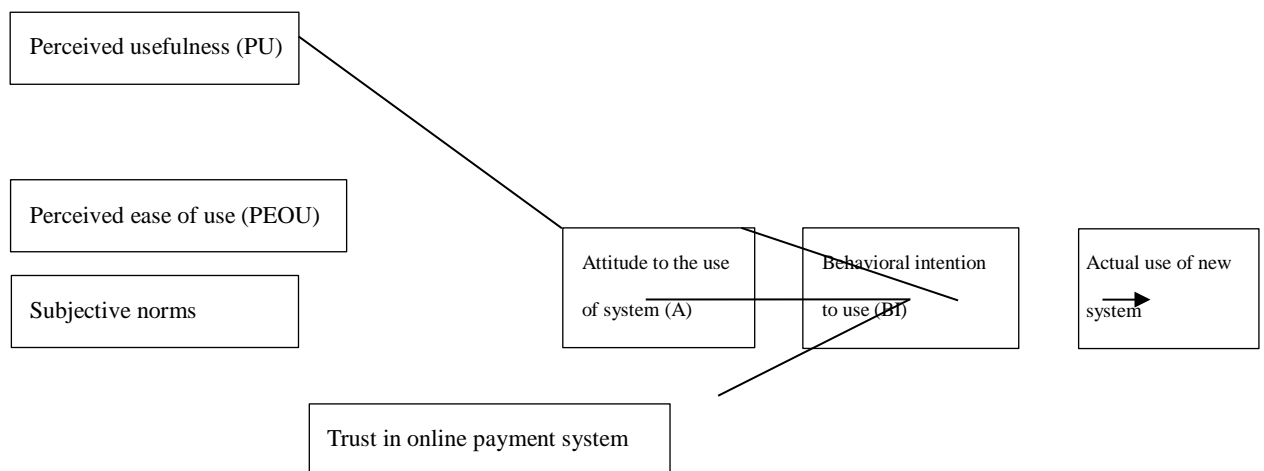 Perceived usefulness (PU)
Perceived ease of use (PEOU)
Subjective norms
Attitude to the use
of system (A)
Behavioral intention
to use (BI)
Actual use of new
system
Trust in online payment system